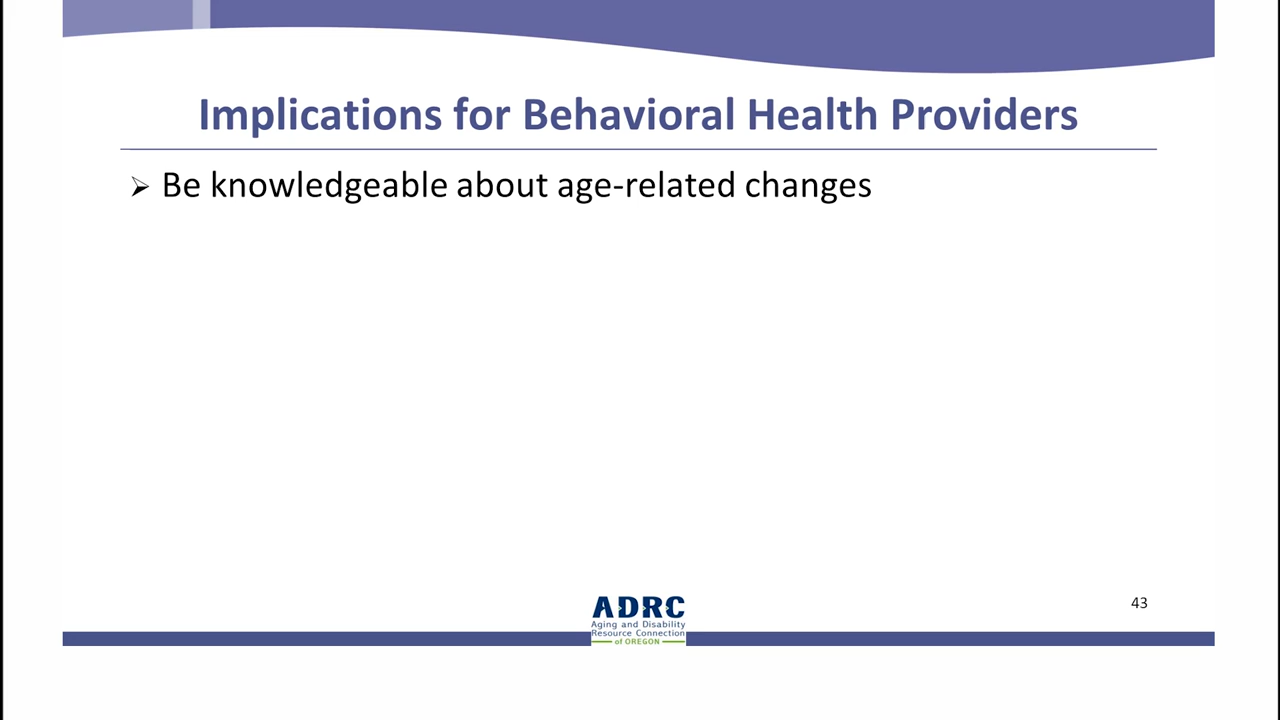 Implications for Behavioral Health Providers
➢ Be knowledgeable about age-related changes
43
ADRC
Aging and Disability
Resource Connection
of OREGON